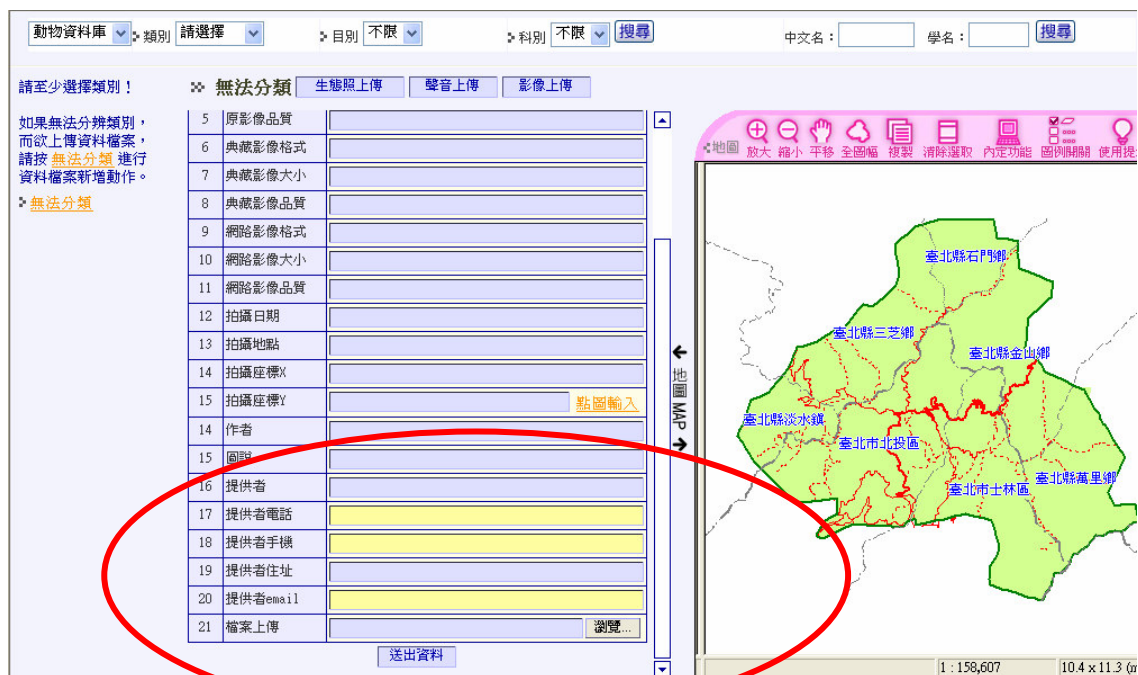 動物資料庫 類別 請選擇 目別 不限 科別 不限 搜尋 中文名： 學名： 搜尋
請至少選擇類別！
如果無法分辨類別，
而欲上傳資料檔案，
請按 無法分類 進行
資料檔案新增動作。
無法分類
無法分類 生態照上傳 聲音上傳 影像上傳
5 原影像品質
6 典藏影像格式
7 典藏影像大小
8 典藏影像品質
9 網路影像格式
10 網路影像大小
11 網路影像品質
12 拍攝日期
13 拍攝地點
14 拍攝座標X
15 拍攝座標Y 點圖輸入
14 作者
15 圖說
16 提供者
17 提供者電話
18 提供者手機
19 提供者住址
20 提供者email
21 檔案上傳 瀏覽...
送出資料
地圖 MAP
地圖 放大 縮小 平移 全圖幅 複製 清除選取 內定功能 圖例開關 使用提
臺北縣石門鄉
臺北縣三芝鄉
臺北縣金山鄉
臺北縣淡水鎮
臺北市北投區
臺北縣萬里鄉
臺北市士林區
1 : 158,607 10.4 x 11.3 (m